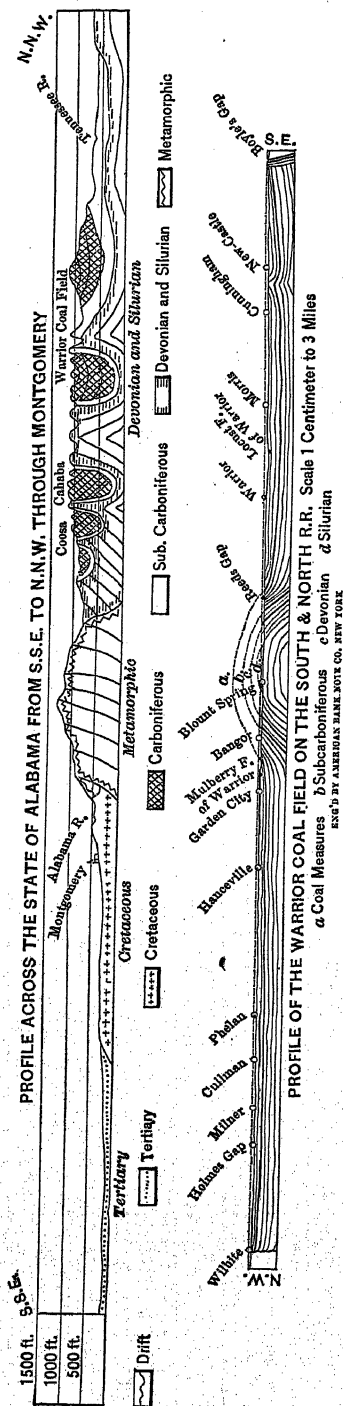 PROFILE ACROSS THE STATE OF ALABAMA FROM S.S.E. TO N.N.W. THROUGH MONTGOMERY
1500 ft.
1000 ft.
500 ft.
S.S.E.
N.N.W.
Montgomery
Alabama R.
Coosa
Cahaba
Warrior Coal Field
Tennessee R.
Tertiary
Cretaceous
Metamorphic
Devonian and Silurian
Drift
Tertiary
Cretaceous
Carboniferous
Sub. Carboniferous
Devonian and Silurian
Metamorphic
N.W.
Wilhite
Holmes Gap
Milner
Cullman
Phelan
Hanceville
Garden City
Mulberry F.
of Warrior
Bangor
Blount Spring
a.
b.
c.
d.
Reeds Gap
Warrior
Locust F.
of Warrior
Morris
Cunningham
New-Castle
Boyle's Gap
S.E.
PROFILE OF THE WARRIOR COAL FIELD ON THE SOUTH & NORTH R.R. Scale 1 Centimeter to 3 Miles
a Coal Measures b Subcarboniferous c Devonian d Silurian
ENG'D BY AMERICAN BANK NOTE CO. NEW YORK